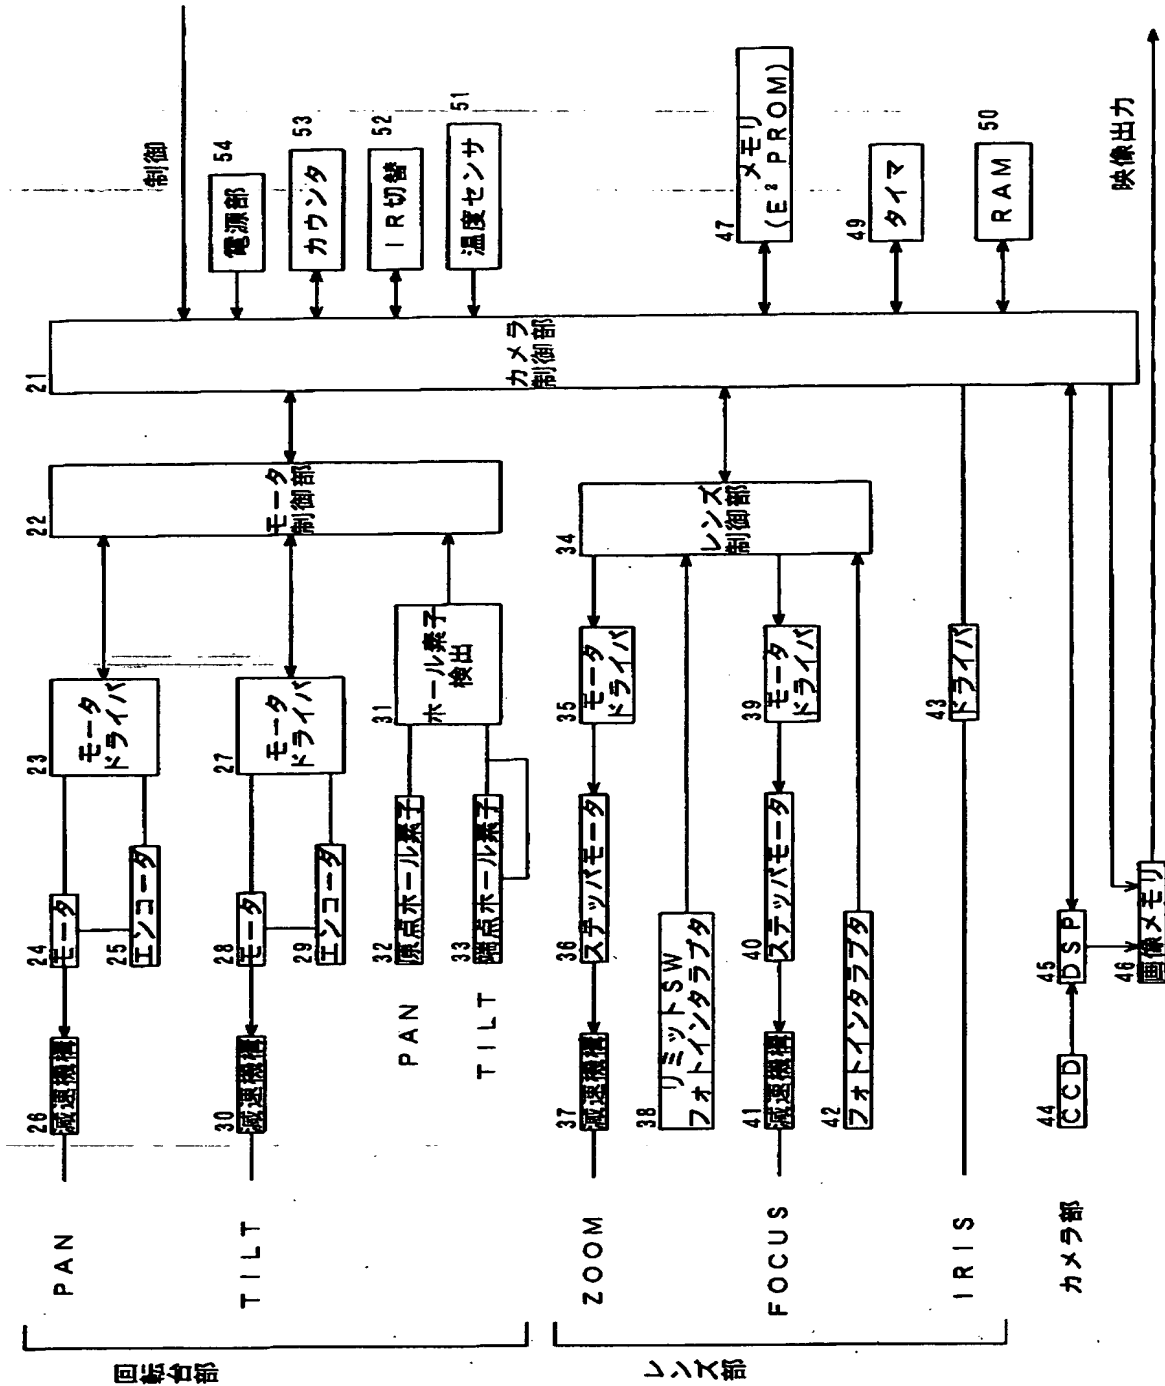 回転台部
PAN
26
減速機構
24
モータ
25
エンコータ
23
モータ
ドライバ
22
モータ
制御部
21
カメラ
制御部
制御
TILT
30
減速機構
28
モータ
29
エンコータ
27
モータ
ドライバ
54
電源部
53
カウンタ
52
IR切替
51
温度センサ
PAN
32
原点ホール素子
TILT
33
端点ホール素子
31
ホール素子
検出
レンズ部
ZOOM
37
減速機構
36
ステッパモータ
35
モータ
ドライバ
34
レンズ
制御部
38
リミットSW
フォトインタラプタ
FOCUS
41
減速機構
40
ステッパモータ
39
モータ
ドライバ
42
フォトインタラプタ
47
メモリ
(E² PROM)
49
タイマ
50
RAM
IRIS
43
ドライバ
カメラ部
44
CCD
45
DSP
46
画像メモリ
映像出力